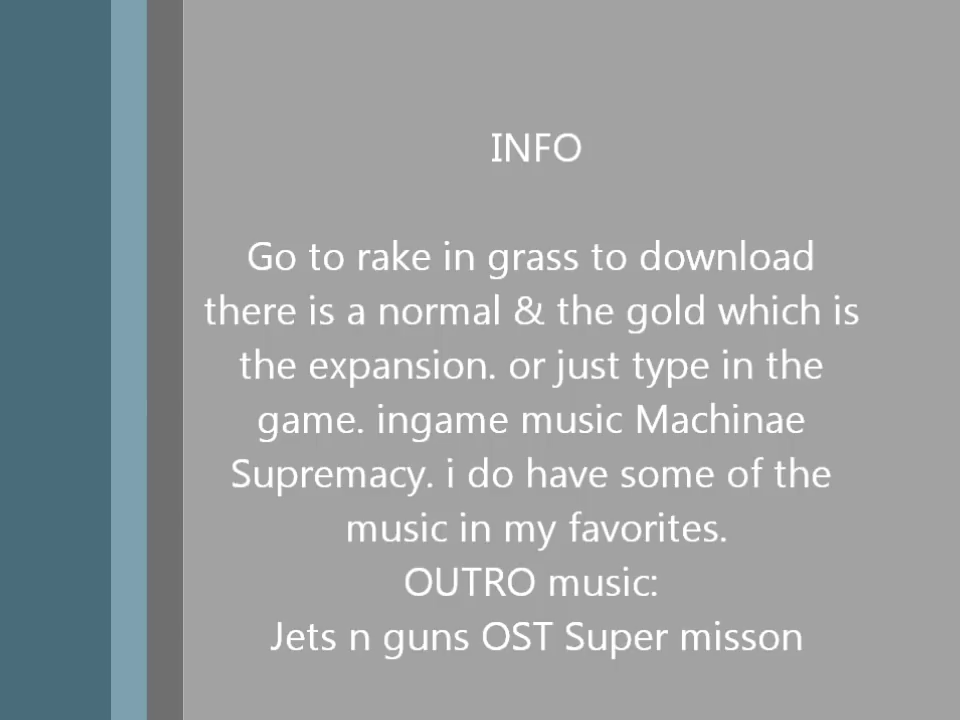 INFO
Go to rake in grass to download
there is a normal & the gold which is
the expansion. or just type in the
game. ingame music Machinae
Supremacy. i do have some of the
music in my favorites.
OUTRO music:
Jets n guns OST Super misson